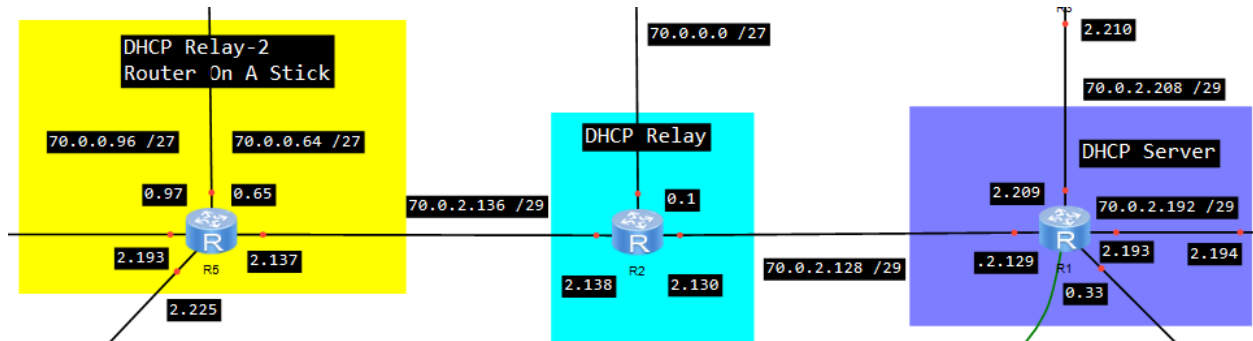 R3
DHCP Relay-2
Router On A Stick
70.0.0.0 /27
2.210
70.0.2.208 /29
70.0.0.96 /27
70.0.0.64 /27
DHCP Relay
DHCP Server
0.97
0.65
70.0.2.136 /29
0.1
2.209
70.0.2.192 /29
R
R
R
2.193
R5
2.137
R2
70.0.2.128 /29
.2.129
R1
2.193
2.194
2.225
2.138
2.130
0.33